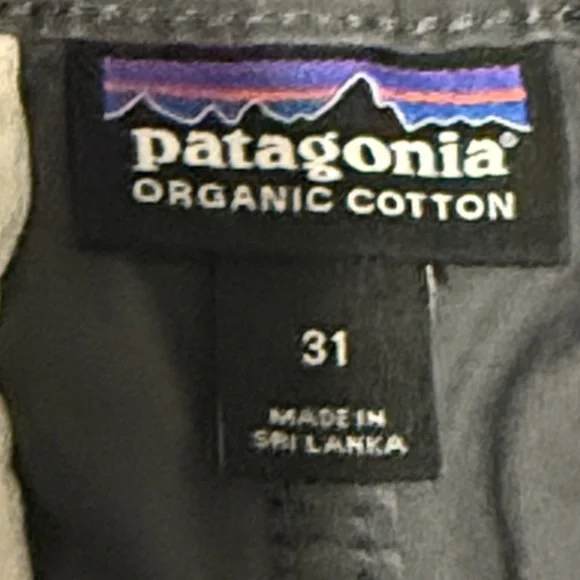 patagonia®
ORGANIC COTTON
31
MADE IN
SRI LANKA